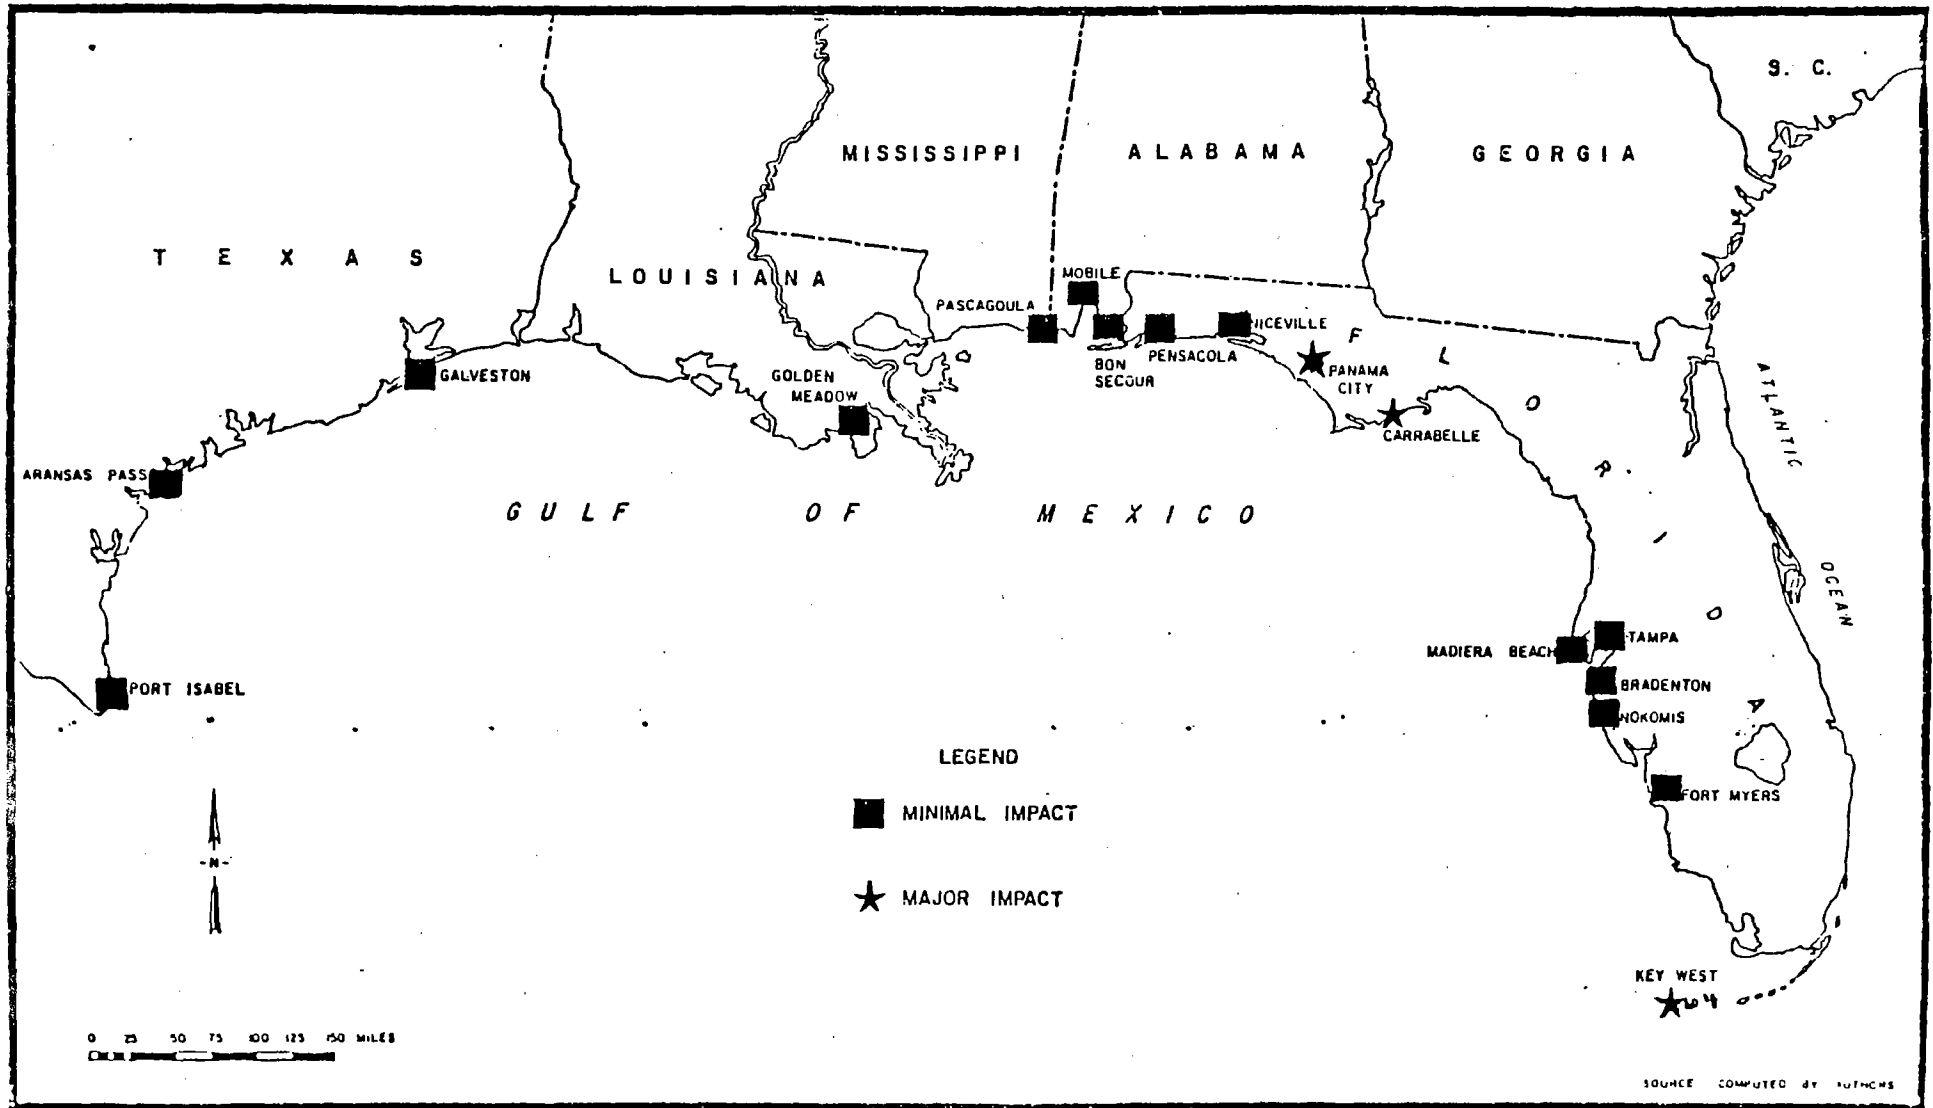 S. C.
MISSISSIPPI
ALABAMA
GEORGIA
TEXAS
LOUISIANA
MOBILE
PASCAGOULA
ICEVILLE
PENSACOLA
BON
SECOUR
FLORIDA
PANAMA
CITY
CARRABELLE
GALVESTON
GOLDEN
MEADOW
ATLANTIC
OCEAN
ARANSAS PASS
GULF OF MEXICO
TAMPA
MADIERA BEACH
BRADENTON
NOKOMIS
PORT ISABEL
FORT MYERS
LEGEND
MINIMAL IMPACT
MAJOR IMPACT
-N-
KEY WEST
0 25 50 75 100 125 150 MILES
SOURCE COMPUTED BY AUTHORS